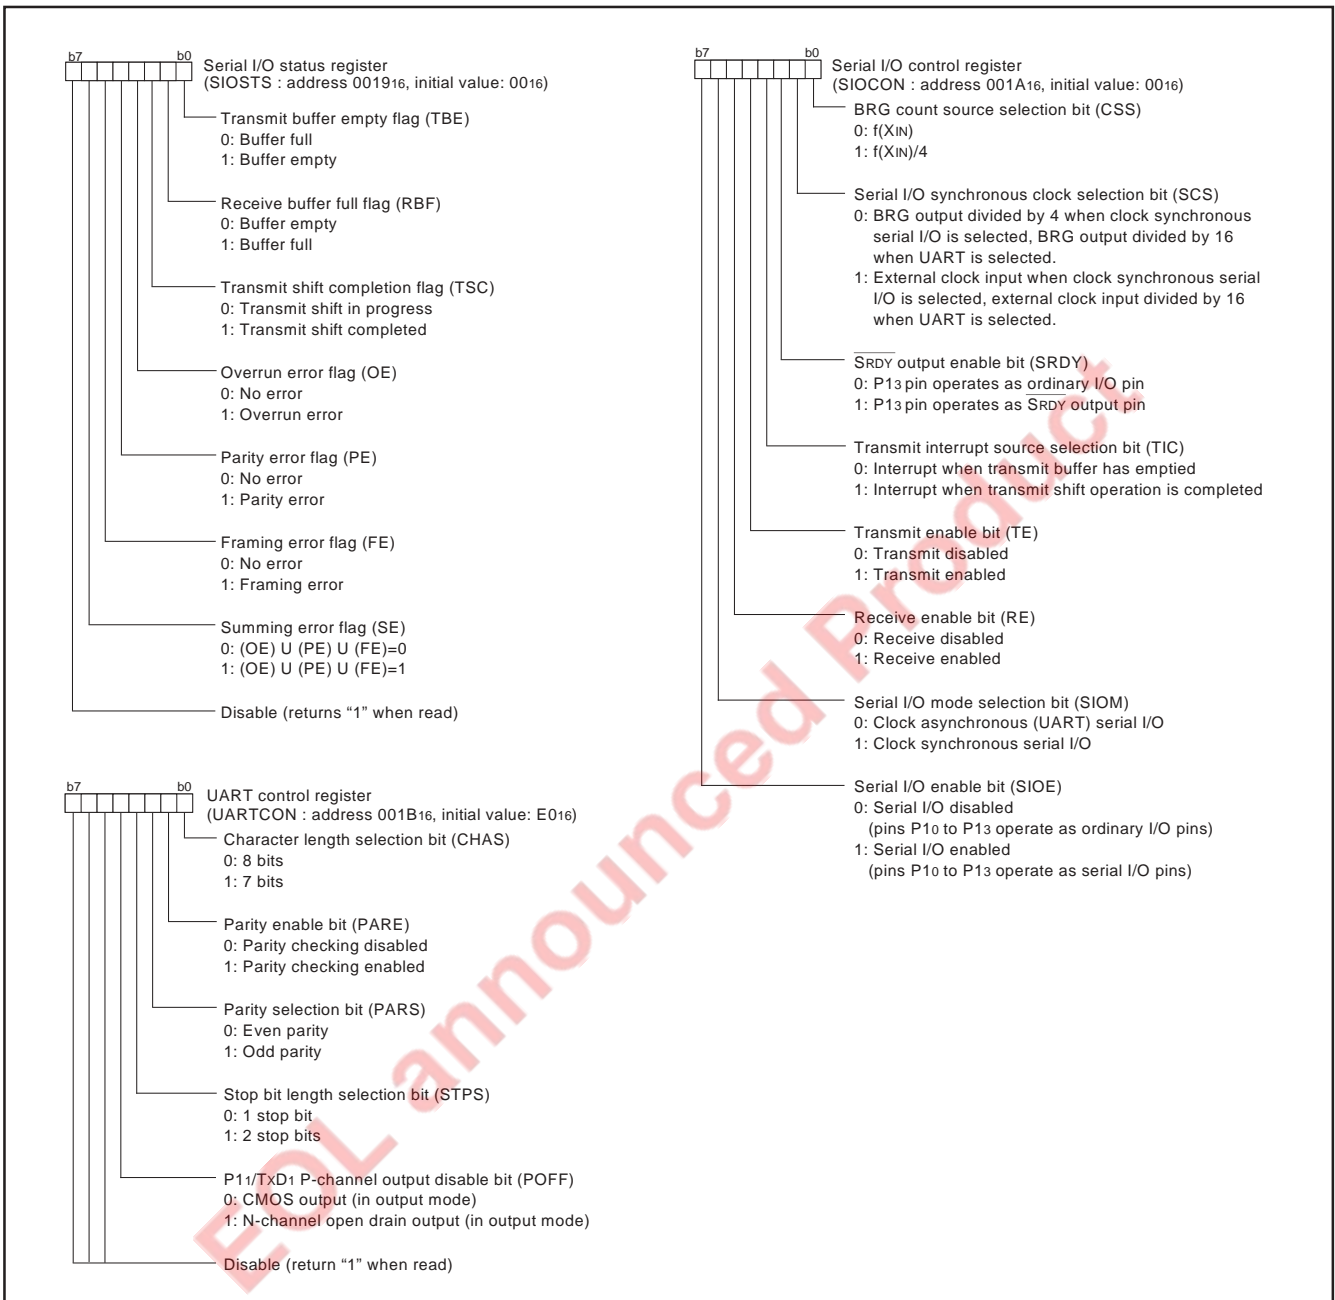 b7 b0
Serial I/O status register
(SIOSTS : address 001916, initial value: 0016)
Transmit buffer empty flag (TBE)
0: Buffer full
1: Buffer empty
Receive buffer full flag (RBF)
0: Buffer empty
1: Buffer full
Transmit shift completion flag (TSC)
0: Transmit shift in progress
1: Transmit shift completed
Overrun error flag (OE)
0: No error
1: Overrun error
Parity error flag (PE)
0: No error
1: Parity error
Framing error flag (FE)
0: No error
1: Framing error
Summing error flag (SE)
0: (OE) U (PE) U (FE)=0
1: (OE) U (PE) U (FE)=1
Disable (returns “1” when read)
b7 b0
UART control register
(UARTCON : address 001B16, initial value: E016)
Character length selection bit (CHAS)
0: 8 bits
1: 7 bits
Parity enable bit (PARE)
0: Parity checking disabled
1: Parity checking enabled
Parity selection bit (PARS)
0: Even parity
1: Odd parity
Stop bit length selection bit (STPS)
0: 1 stop bit
1: 2 stop bits
P11/TXD1 P-channel output disable bit (POFF)
0: CMOS output (in output mode)
1: N-channel open drain output (in output mode)
Disable (return “1” when read)
b7 b0
Serial I/O control register
(SIOCON : address 001A16, initial value: 0016)
BRG count source selection bit (CSS)
0: f(XIN)
1: f(XIN)/4
Serial I/O synchronous clock selection bit (SCS)
0: BRG output divided by 4 when clock synchronous
serial I/O is selected, BRG output divided by 16
when UART is selected.
1: External clock input when clock synchronous serial
I/O is selected, external clock input divided by 16
when UART is selected.
SRDY output enable bit (SRDY)
0: P13 pin operates as ordinary I/O pin
1: P13 pin operates as SRDY output pin
Transmit interrupt source selection bit (TIC)
0: Interrupt when transmit buffer has emptied
1: Interrupt when transmit shift operation is completed
Transmit enable bit (TE)
0: Transmit disabled
1: Transmit enabled
Receive enable bit (RE)
0: Receive disabled
1: Receive enabled
Serial I/O mode selection bit (SIOM)
0: Clock asynchronous (UART) serial I/O
1: Clock synchronous serial I/O
Serial I/O enable bit (SIOE)
0: Serial I/O disabled
(pins P10 to P13 operate as ordinary I/O pins)
1: Serial I/O enabled
(pins P10 to P13 operate as serial I/O pins)
EOL announced Product